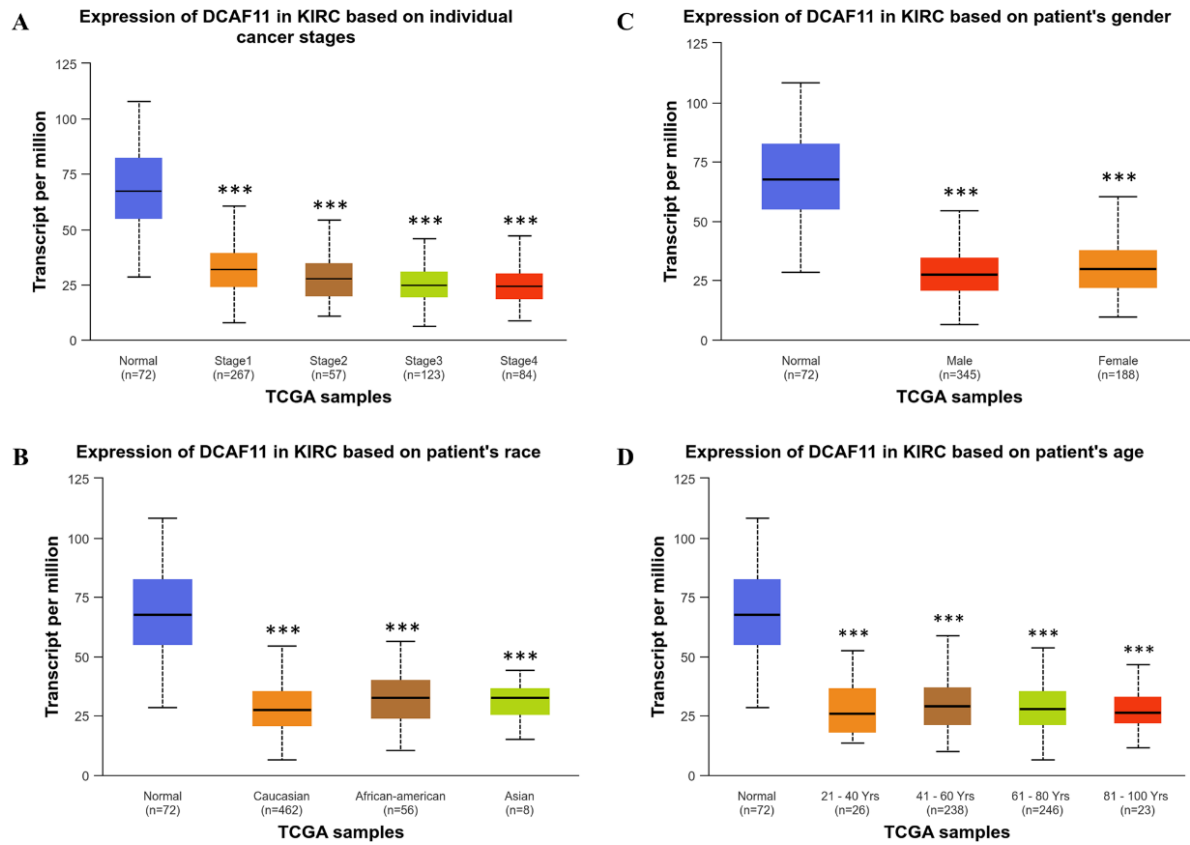 A
Expression of DCAF11 in KIRC based on individual
cancer stages
Transcript per million
125
100
75
50
25
0
***
***
***
***
Normal
(n=72)
Stage1
(n=267)
Stage2
(n=57)
Stage3
(n=123)
Stage4
(n=84)
TCGA samples
C
Expression of DCAF11 in KIRC based on patient's gender
Transcript per million
125
100
75
50
25
0
***
***
Normal
(n=72)
Male
(n=345)
Female
(n=188)
TCGA samples
B
Expression of DCAF11 in KIRC based on patient's race
Transcript per million
125
100
75
50
25
0
***
***
***
Normal
(n=72)
Caucasian
(n=462)
African-american
(n=56)
Asian
(n=8)
TCGA samples
D
Expression of DCAF11 in KIRC based on patient's age
Transcript per million
125
100
75
50
25
0
***
***
***
***
Normal
(n=72)
21 - 40 Yrs
(n=26)
41 - 60 Yrs
(n=238)
61 - 80 Yrs
(n=246)
81 - 100 Yrs
(n=23)
TCGA samples